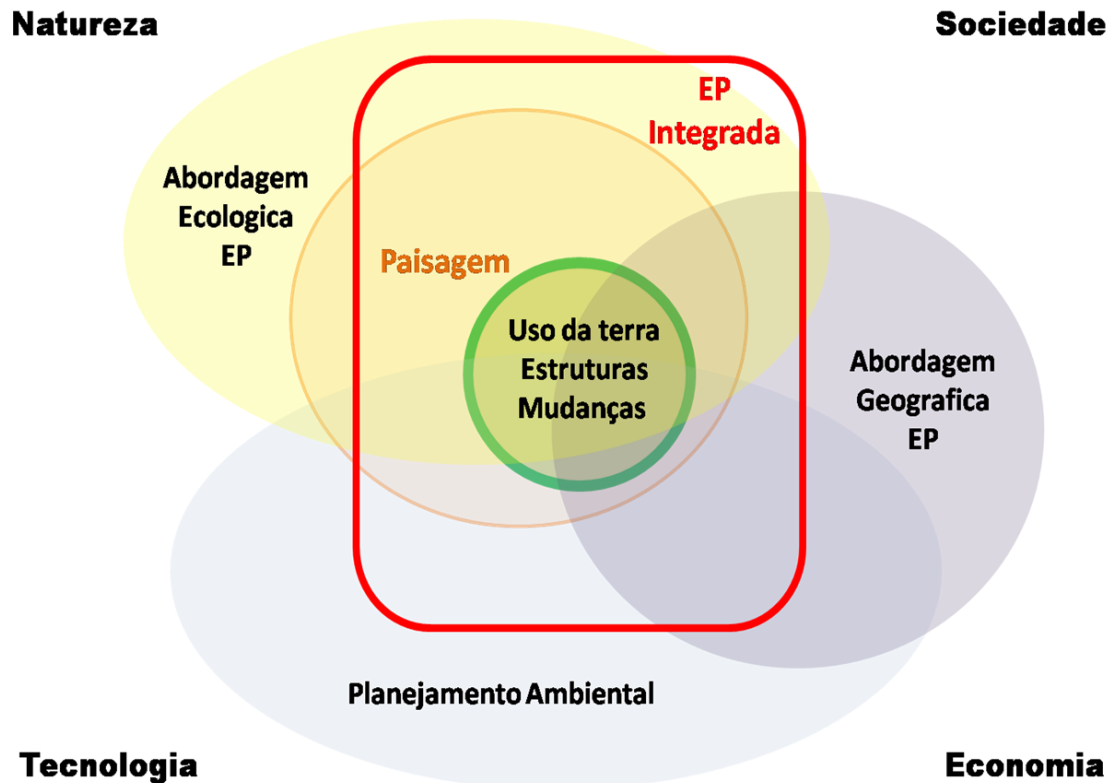 Natureza
Sociedade
EP
Integrada
Abordagem
Ecologica
EP
Paisagem
Uso da terra
Estruturas
Mudanças
Abordagem
Geografica
EP
Planejamento Ambiental
Tecnologia
Economia